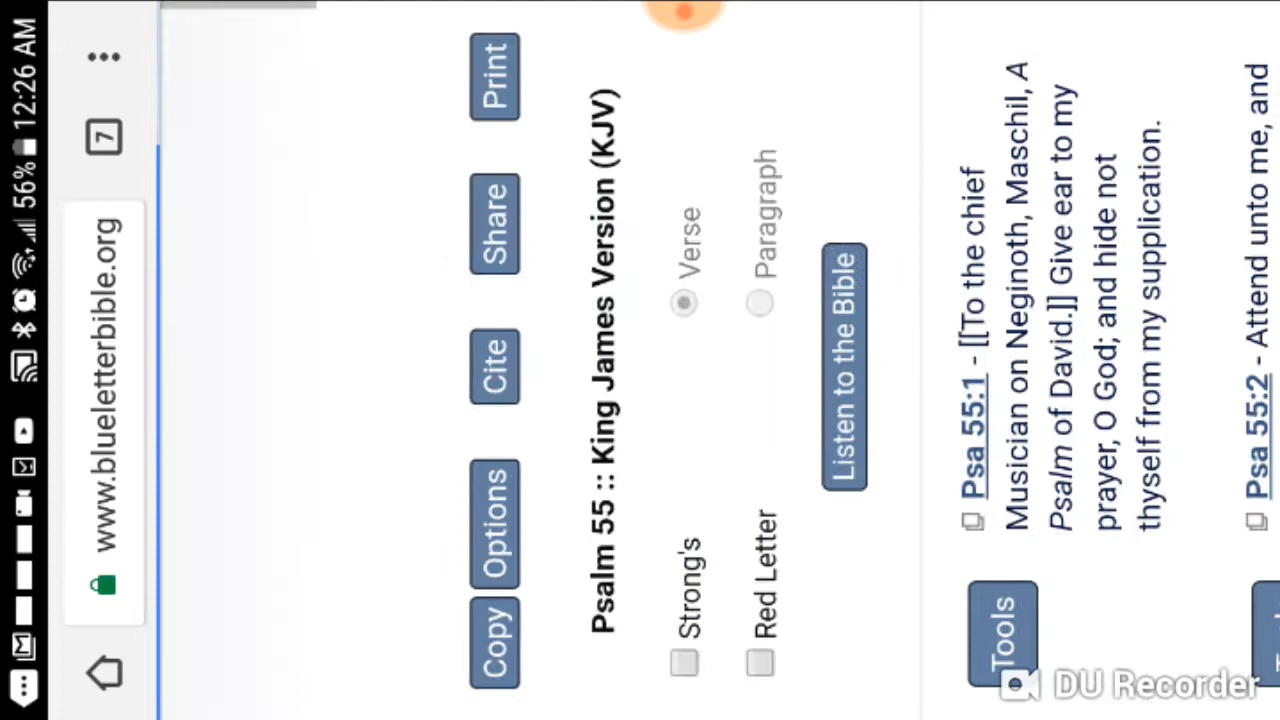 56% 12:26 AM
www.blueletterbible.org
7
Copy Options Cite Share Print
Psalm 55 :: King James Version (KJV)
Strong's
Verse
Red Letter
Paragraph
Listen to the Bible
Tools
Psa 55:1 - [[To the chief
Musician on Neginoth, Maschil, A
Psalm of David.]] Give ear to my
prayer, O God; and hide not
thyself from my supplication.
Psa 55:2 - Attend unto me, and
DU Recorder